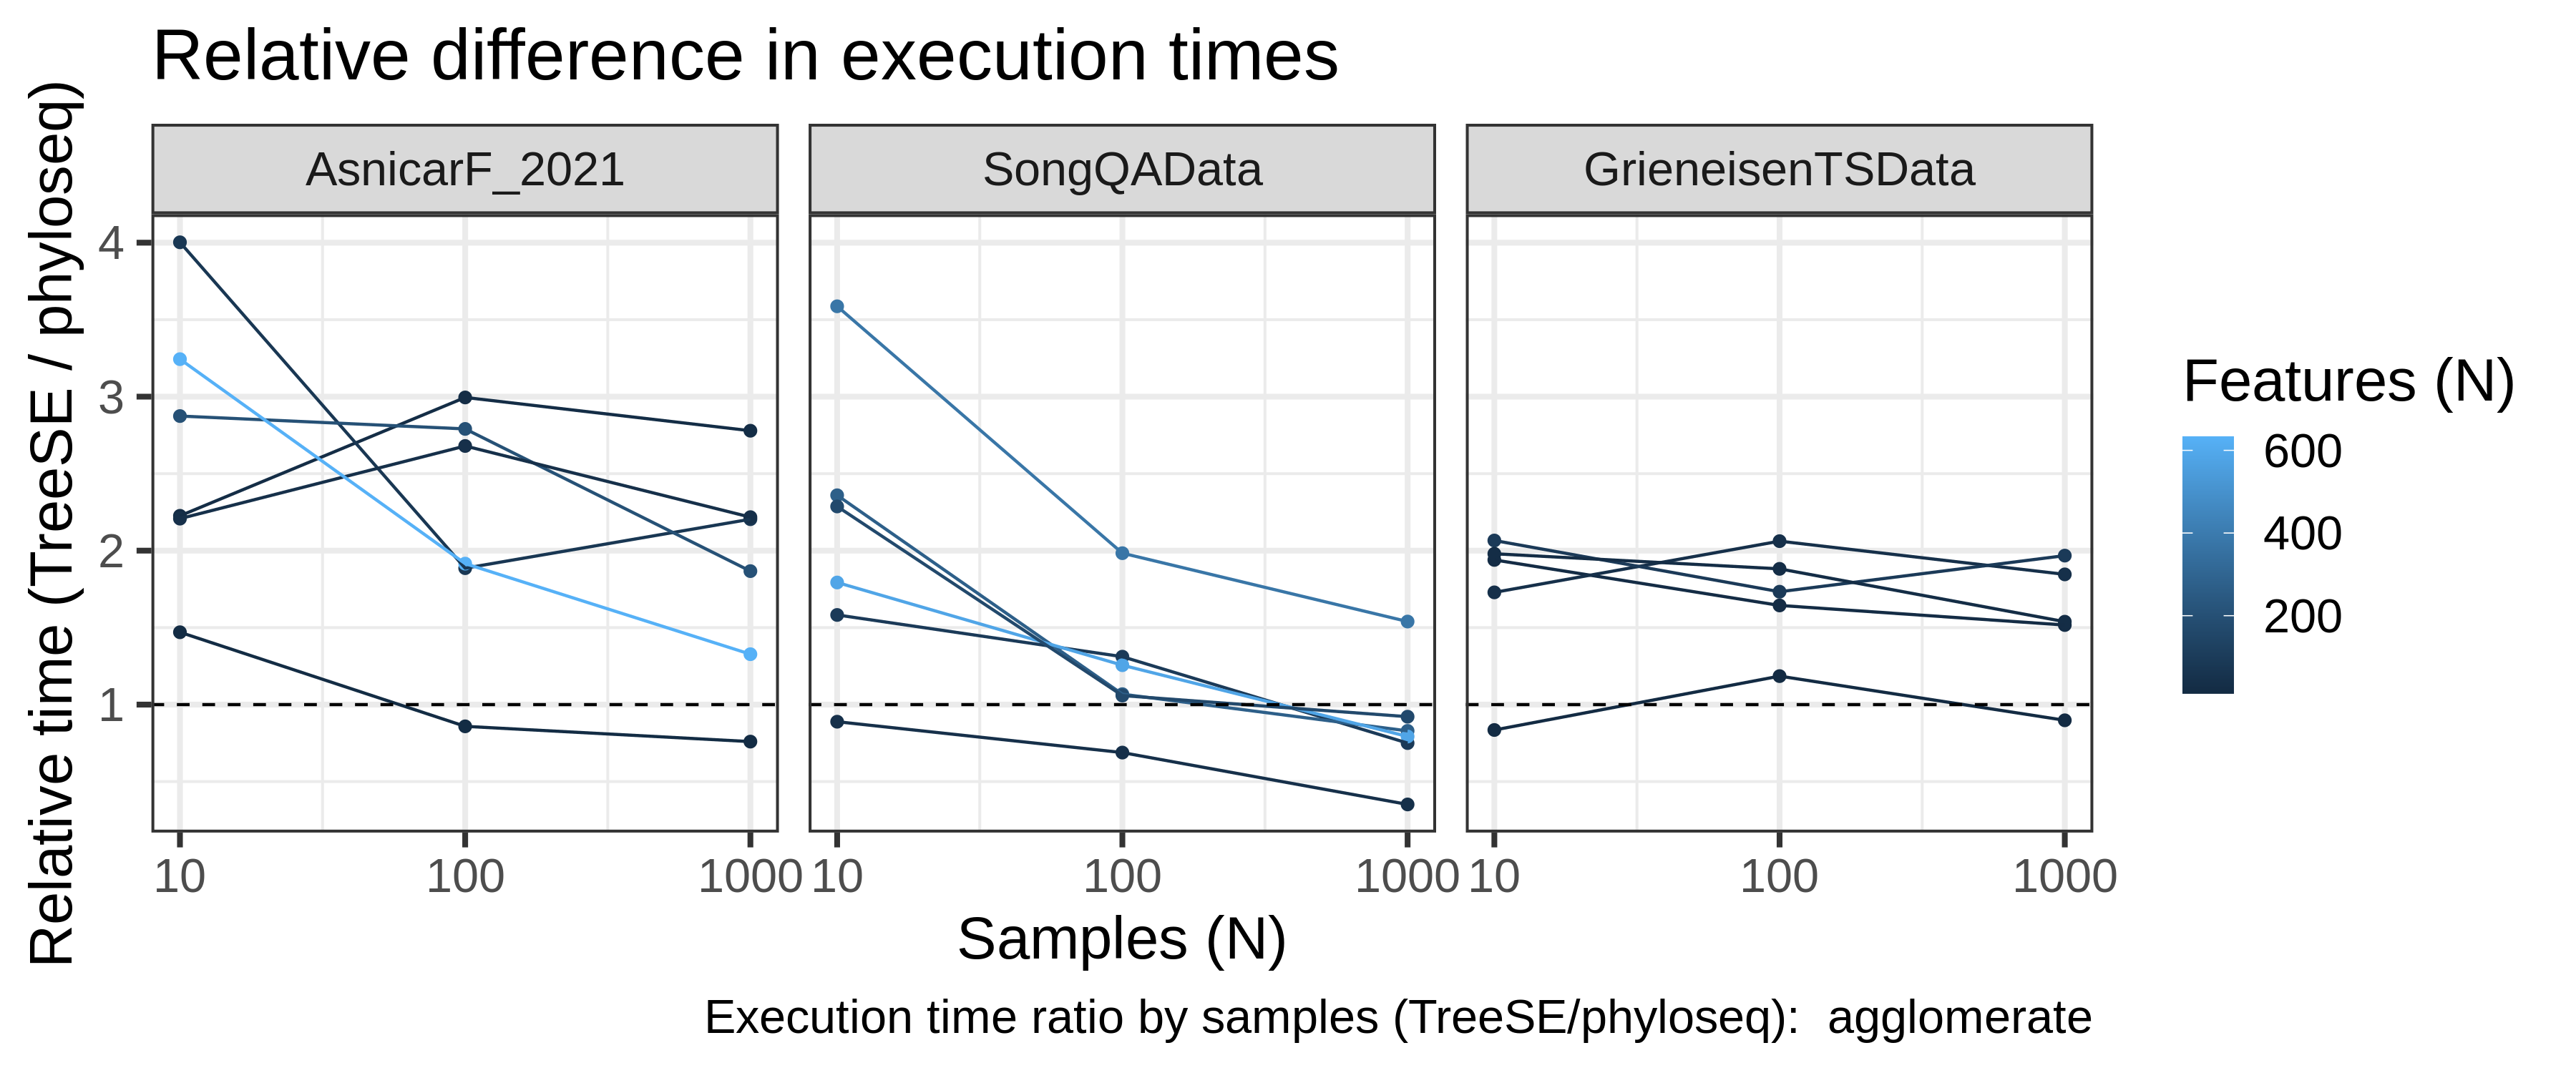 Relative difference in execution times
AsnicarF_2021
SongQAData
GrieneisenTSData
Relative time (TreeSE / phyloseq)
4
3
2
1
10
100
1000
10
100
1000
10
100
1000
Samples (N)
Features (N)
600
400
200
Execution time ratio by samples (TreeSE/phyloseq):  agglomerate